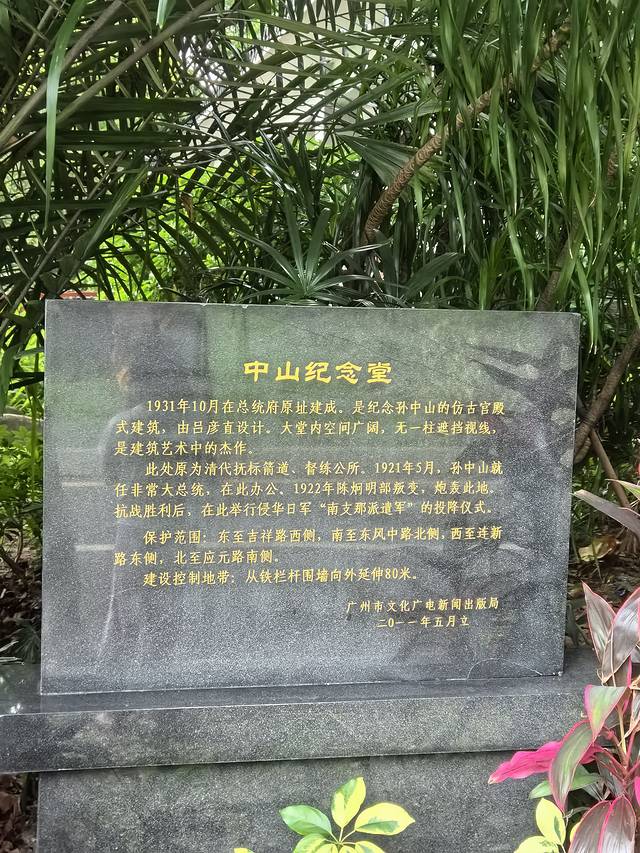 中山纪念堂
1931年10月在总统府原址建成。是纪念孙中山的仿古宫殿
式建筑，由吕彦直设计。大堂内空间广阔，无一柱遮挡视线，
是建筑艺术中的杰作。
此处原为清代抚标箭道、督练公所。1921年5月，孙中山就
任非常大总统，在此办公。1922年陈炯明部叛变，炮轰此地。
抗战胜利后，在此举行侵华日军“南支那派遣军”的投降仪式。
保护范围：东至吉祥路西侧，南至东风中路北侧，西至连新
路东侧，北至应元路南侧。
建设控制地带：从铁栏杆围墙向外延伸80米。
广州市文化广电新闻出版局
二〇一一年五月立